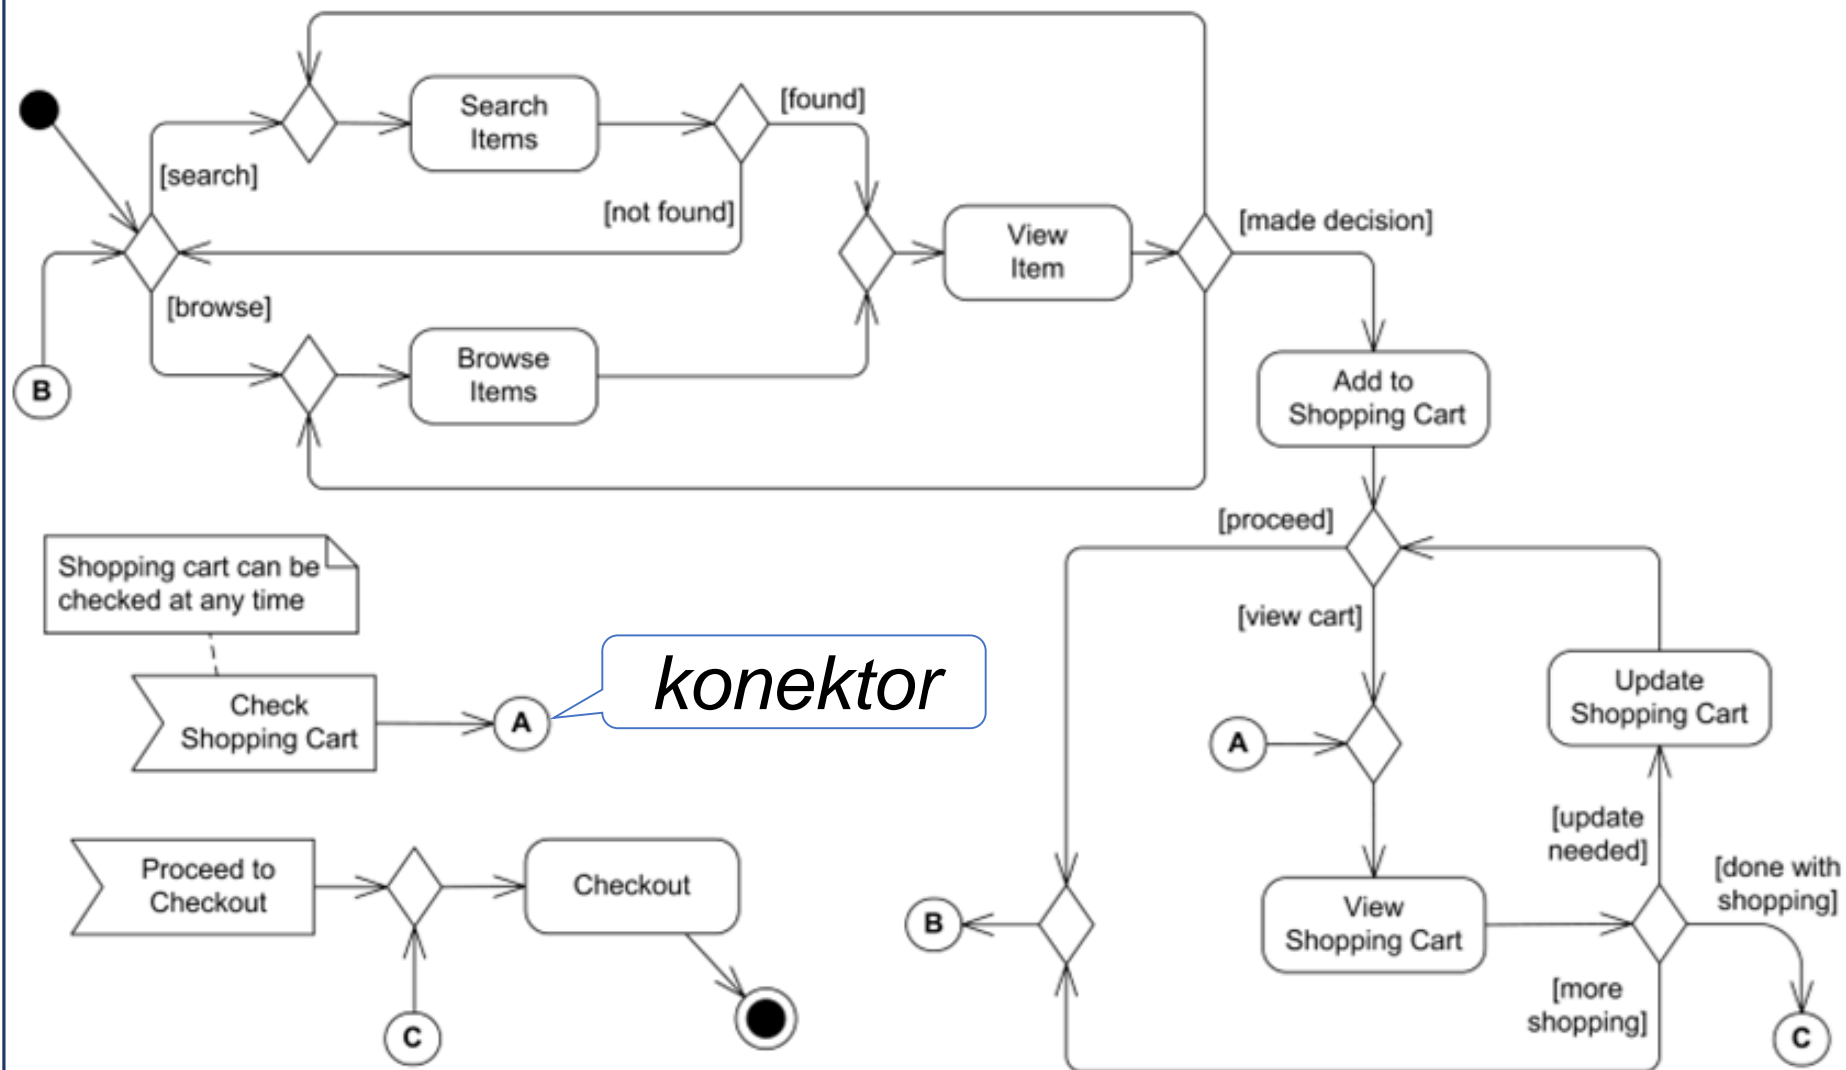 [found]
Search
Items
[search]
[not found]
[made decision]
View
Item
[browse]
Browse
Items
B
Add to
Shopping Cart
[proceed]
Shopping cart can be
checked at any time
[view cart]
konektor
Check
Shopping Cart
A
A
Update
Shopping Cart
[update
needed]
Proceed to
Checkout
Checkout
[done with
shopping]
B
View
Shopping Cart
[more
shopping]
C
C